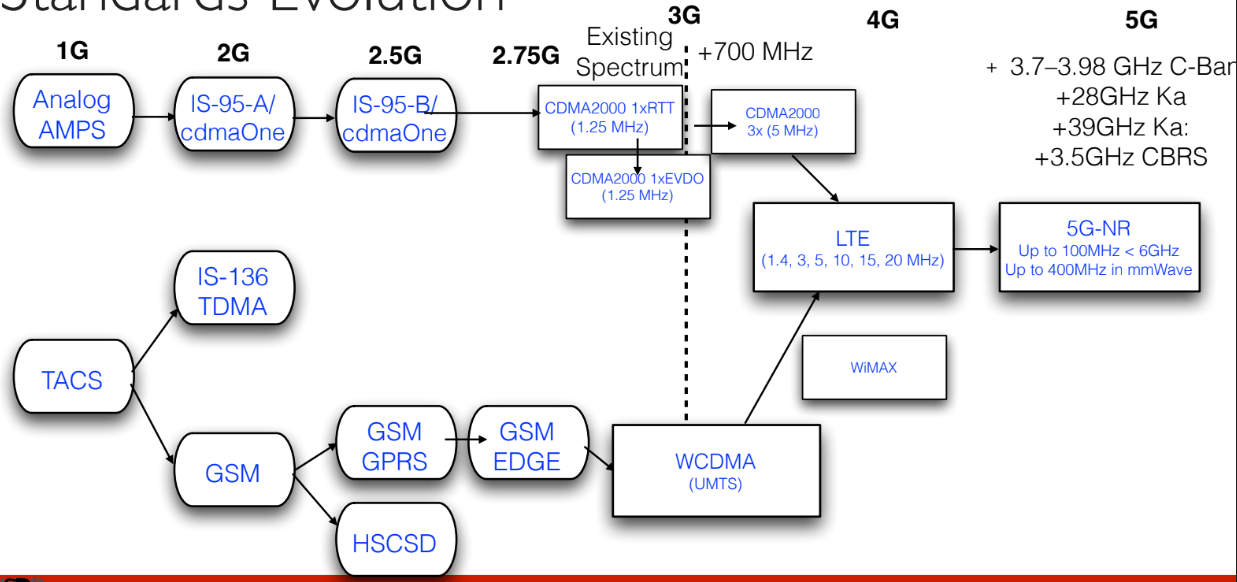 Standards Evolution
1G
2G
2.5G
2.75G
3G
4G
5G
Existing
Spectrum
+700 MHz
+ 3.7–3.98 GHz C-Ban
+28GHz Ka
+39GHz Ka:
+3.5GHz CBRS
Analog
AMPS
IS-95-A/
cdmaOne
IS-95-B/
cdmaOne
CDMA2000 1xRTT
(1.25 MHz)
CDMA2000
3x (5 MHz)
CDMA2000 1xEVDO
(1.25 MHz)
LTE
(1.4, 3, 5, 10, 15, 20 MHz)
5G-NR
Up to 100MHz < 6GHz
Up to 400MHz in mmWave
IS-136
TDMA
TACS
WiMAX
GSM
GSM
GPRS
GSM
EDGE
WCDMA
(UMTS)
HSCSD